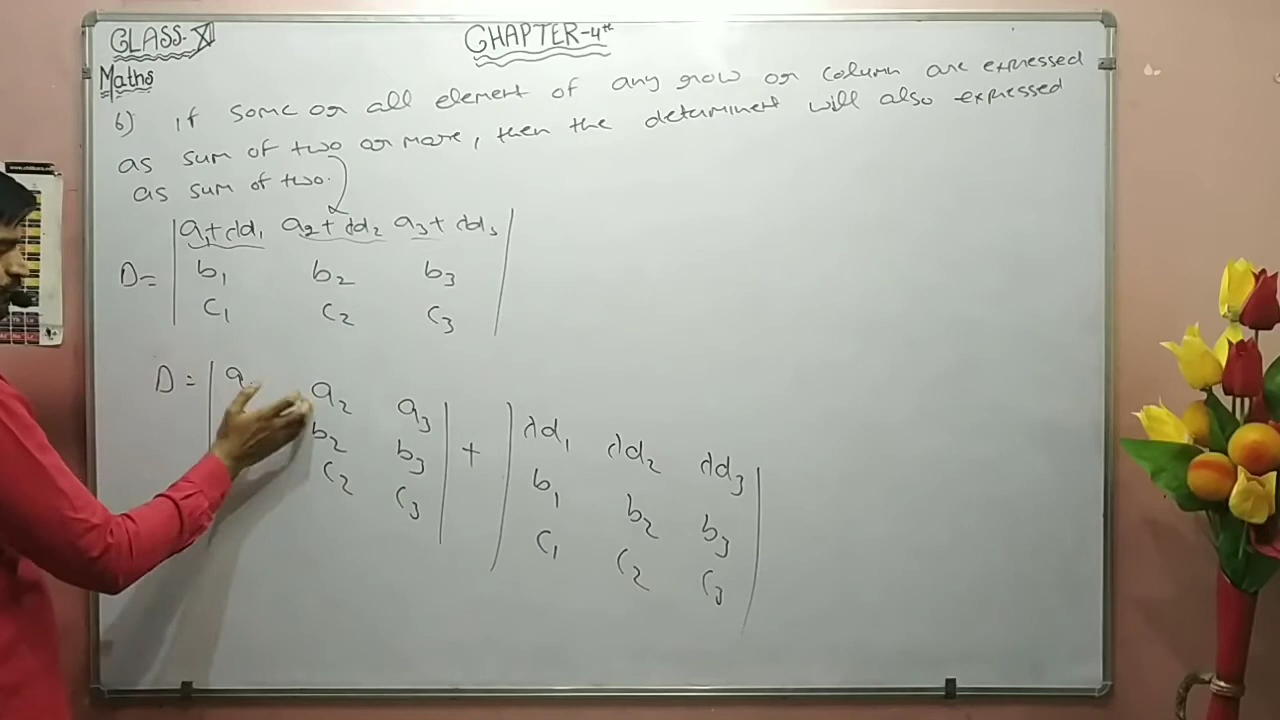 CLASS-XI
CHAPTER-4th
Maths
6) if some or all element of any row or column are expressed
as sum of two or more, then the determinent will also expressed
as sum of two.
a₁+λd₁ a₂+λd₂ a₃+λd₃
D= b₁ b₂ b₃
c₁ c₂ c₃
D = | a₂ a₃ | + | λd₁ λd₂ λd₃ |
b₂ b₃ b₁ b₂ b₃
c₂ c₃ c₁ c₂ c₃